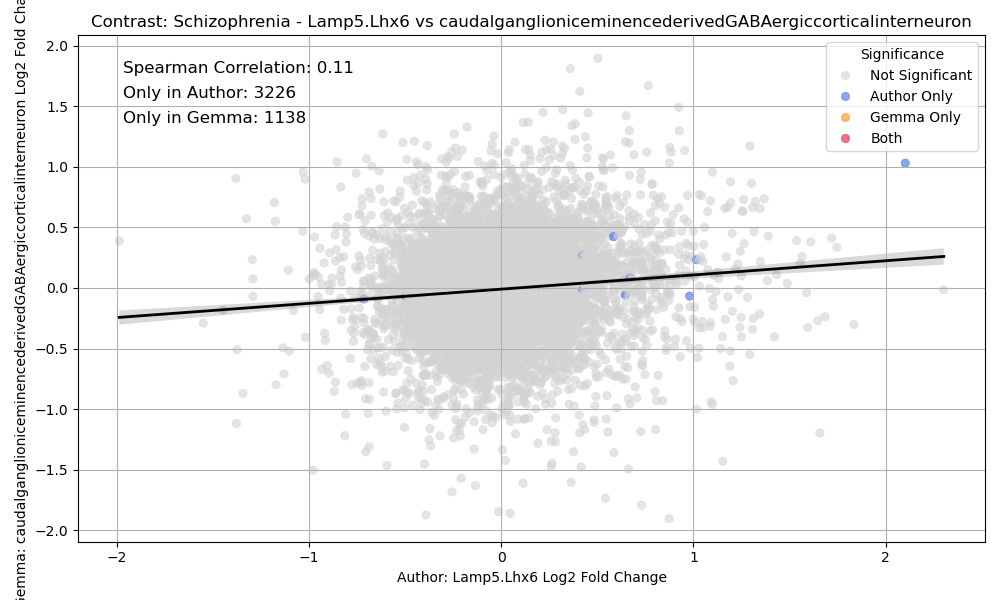 Contrast: Schizophrenia - Lamp5.Lhx6 vs caudalganglioniceminencederivedGABAergiccorticalinterneuron
Spearman Correlation: 0.11
Only in Author: 3226
Only in Gemma: 1138
Significance
Not Significant
Author Only
Gemma Only
Both
2.0
1.5
1.0
0.5
0.0
−0.5
−1.0
−1.5
−2.0
−2
−1
0
1
2
Author: Lamp5.Lhx6 Log2 Fold Change
caudalganglioniceminencederivedGABAergiccorticalinterneuron Log2 Fold